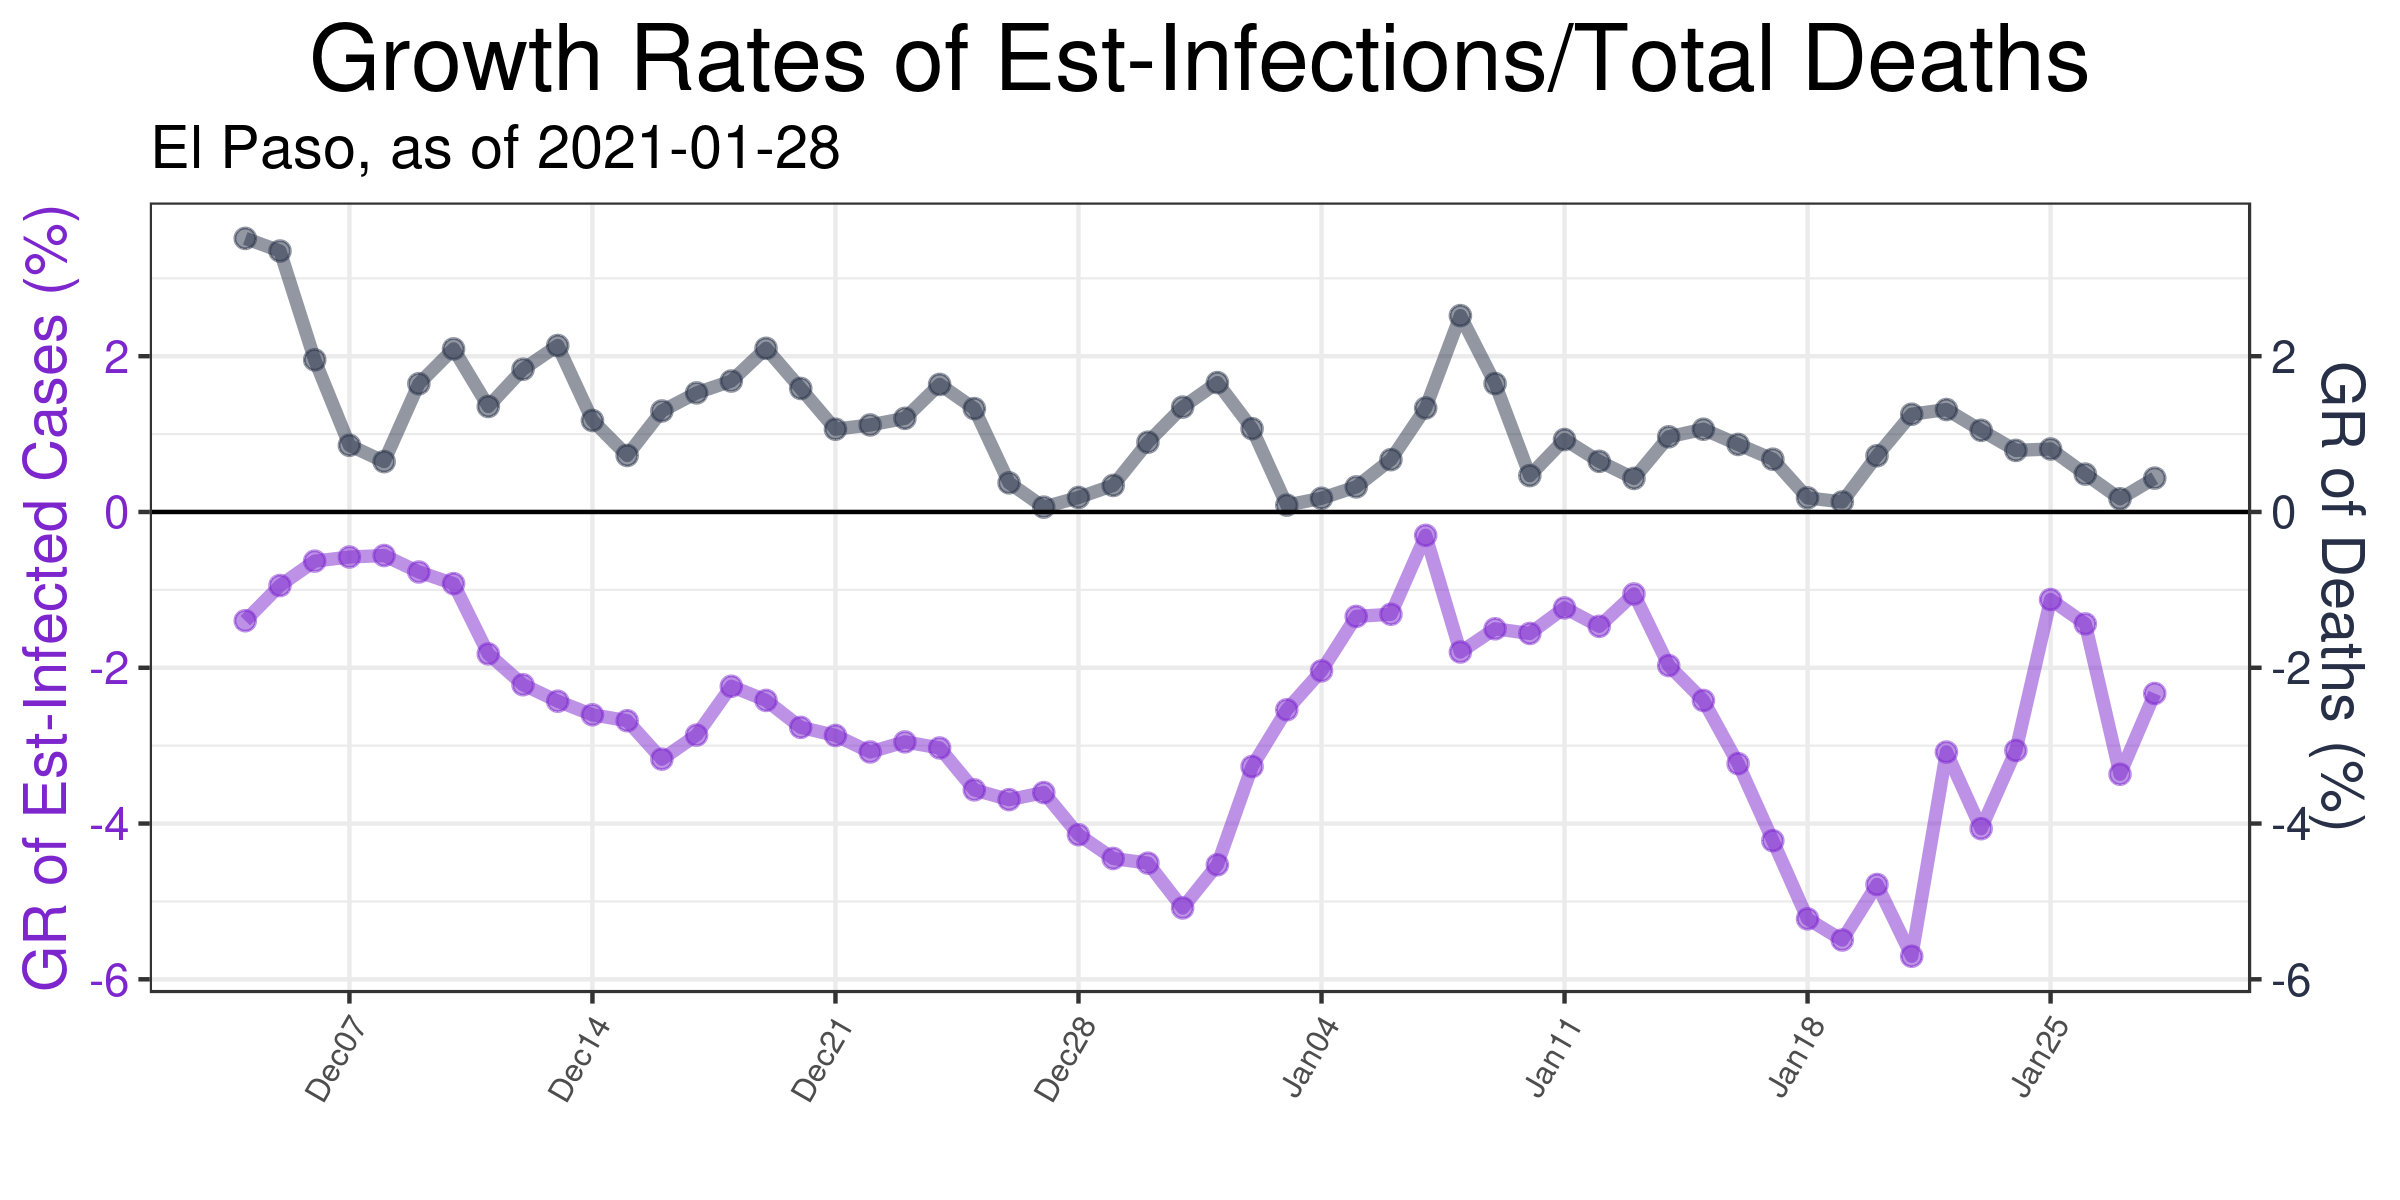 Growth Rates of Est-Infections/Total Deaths
El Paso, as of 2021-01-28
GR of Est-Infected Cases (%)
2
0
-2
-4
-6
2
0
-2
-4
-6
GR of Deaths (%)
Dec07
Dec14
Dec21
Dec28
Jan04
Jan11
Jan18
Jan25